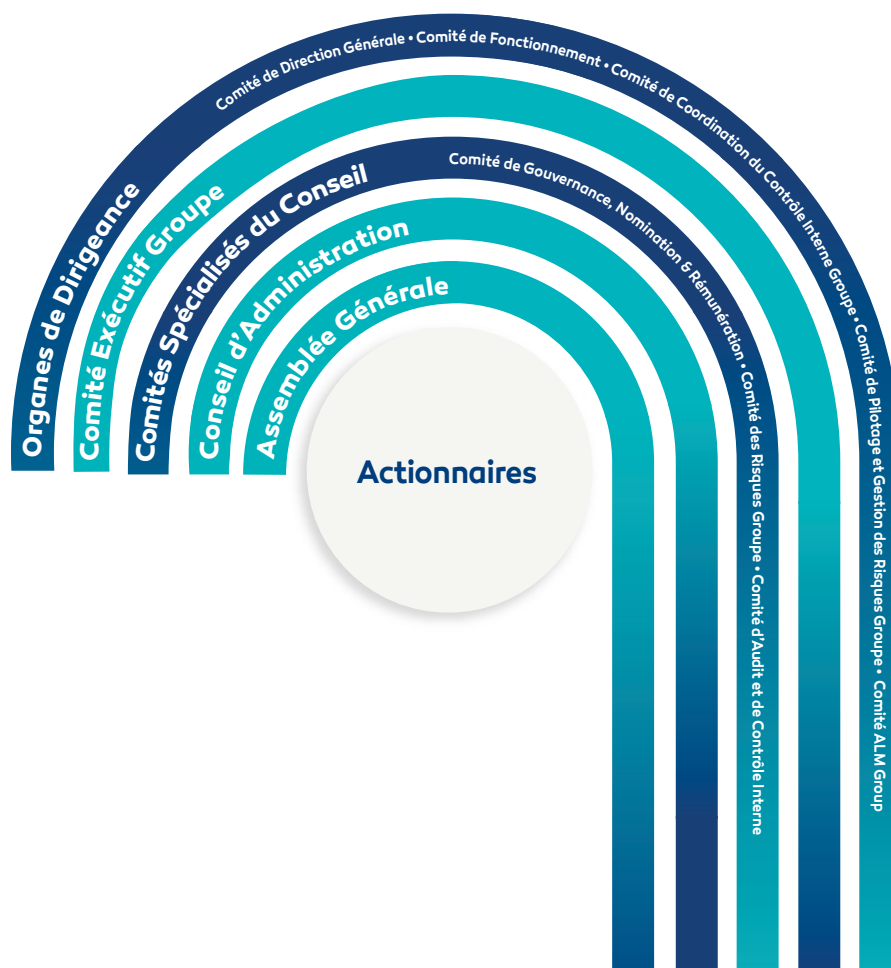 Organes de Dirigeance
Comité de Direction Générale • Comité de Fonctionnement • Comité de Coordination du Contrôle Interne Groupe • Comité de Pilotage et Gestion des Risques Groupe • Comité ALM Group
Comité Exécutif Groupe
Comités Spécialisés du Conseil
Comité de Gouvernance, Nomination & Rémunération • Comité des Risques Groupe • Comité d'Audit et de Contrôle Interne
Conseil d'Administration
Assemblée Générale
Actionnaires